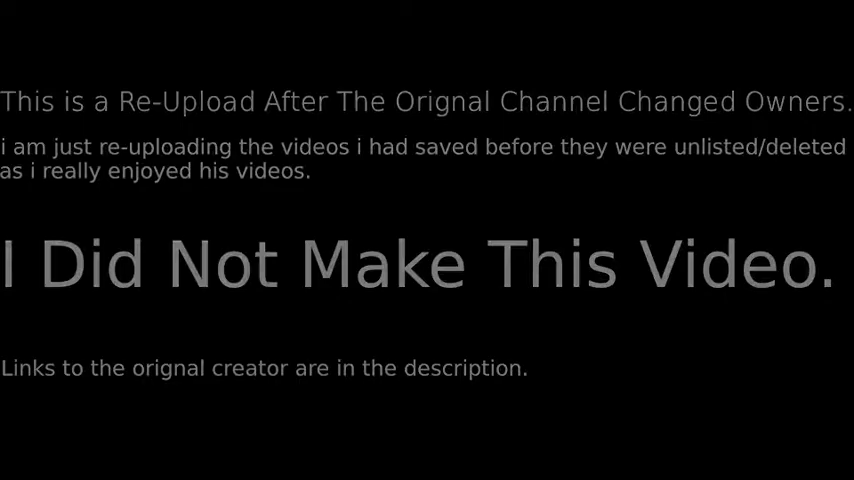 This is a Re-Upload After The Orignal Channel Changed Owners.
i am just re-uploading the videos i had saved before they were unlisted/deleted
as i really enjoyed his videos.
I Did Not Make This Video.
Links to the orignal creator are in the description.